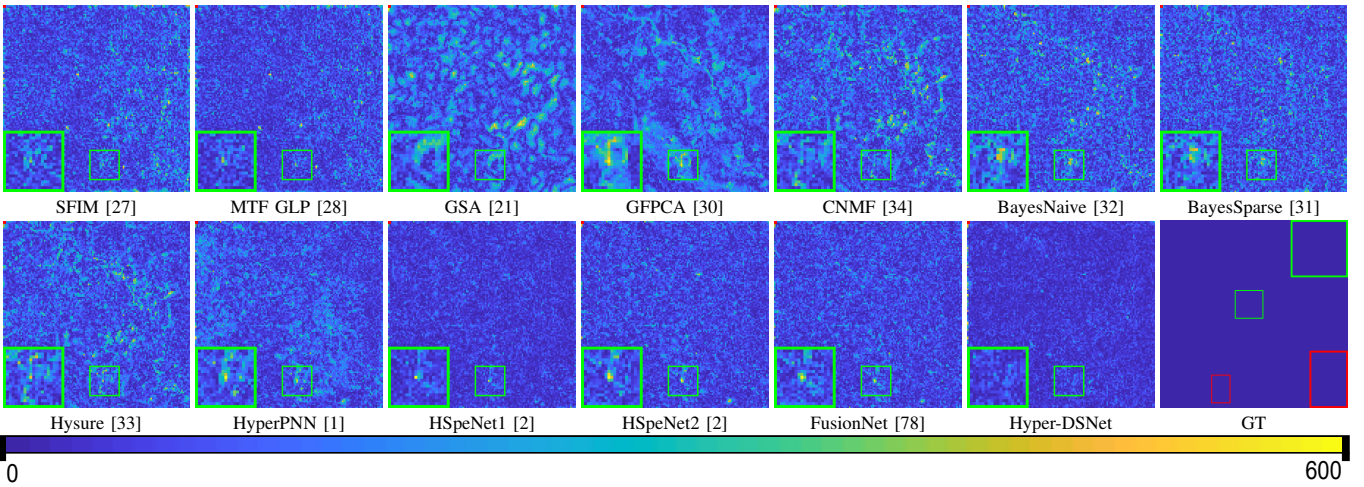 SFIM [27] MTF GLP [28] GSA [21] GFPCA [30] CNMF [34] BayesNaive [32] BayesSparse [31]
Hysure [33] HyperPNN [1] HSpeNet1 [2] HSpeNet2 [2] FusionNet [78] Hyper-DSNet GT
0 600